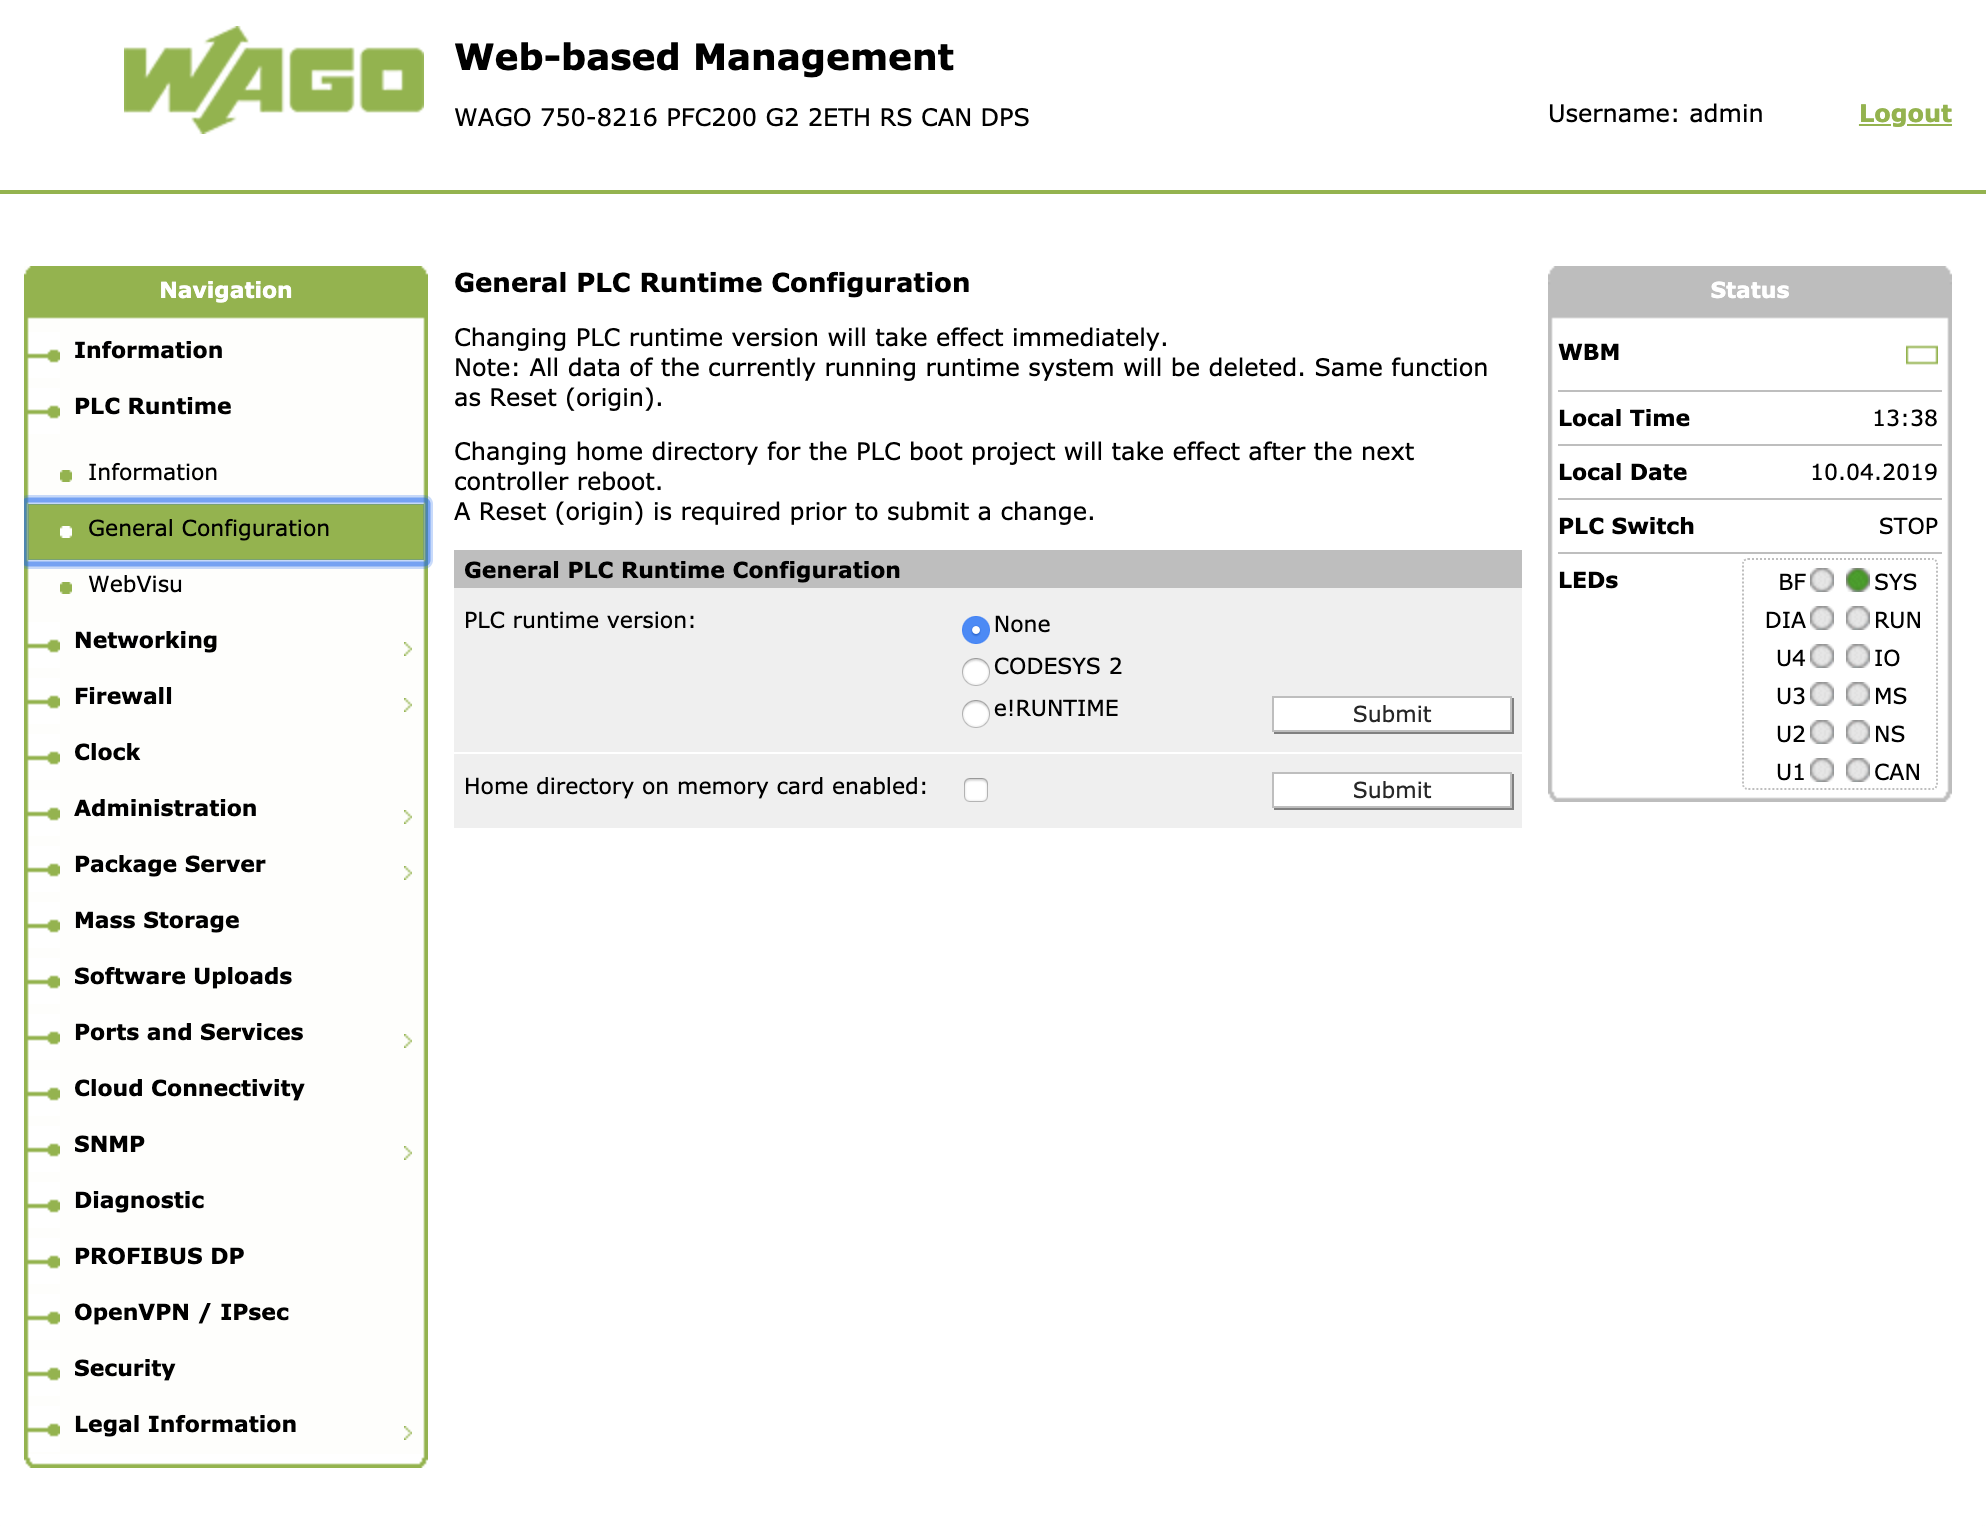 WAGO
Web-based Management
WAGO 750-8216 PFC200 G2 2ETH RS CAN DPS
Username: admin
Logout
Navigation
Information
PLC Runtime
Information
General Configuration
WebVisu
Networking
Firewall
Clock
Administration
Package Server
Mass Storage
Software Uploads
Ports and Services
Cloud Connectivity
SNMP
Diagnostic
PROFIBUS DP
OpenVPN / IPsec
Security
Legal Information
General PLC Runtime Configuration
Changing PLC runtime version will take effect immediately.
Note: All data of the currently running runtime system will be deleted. Same function
as Reset (origin).
Changing home directory for the PLC boot project will take effect after the next
controller reboot.
A Reset (origin) is required prior to submit a change.
General PLC Runtime Configuration
PLC runtime version:
None
CODESYS 2
e!RUNTIME
Submit
Home directory on memory card enabled:
Submit
Status
WBM
Local Time 13:38
Local Date 10.04.2019
PLC Switch STOP
LEDs
BF SYS
DIA RUN
U4 IO
U3 MS
U2 NS
U1 CAN